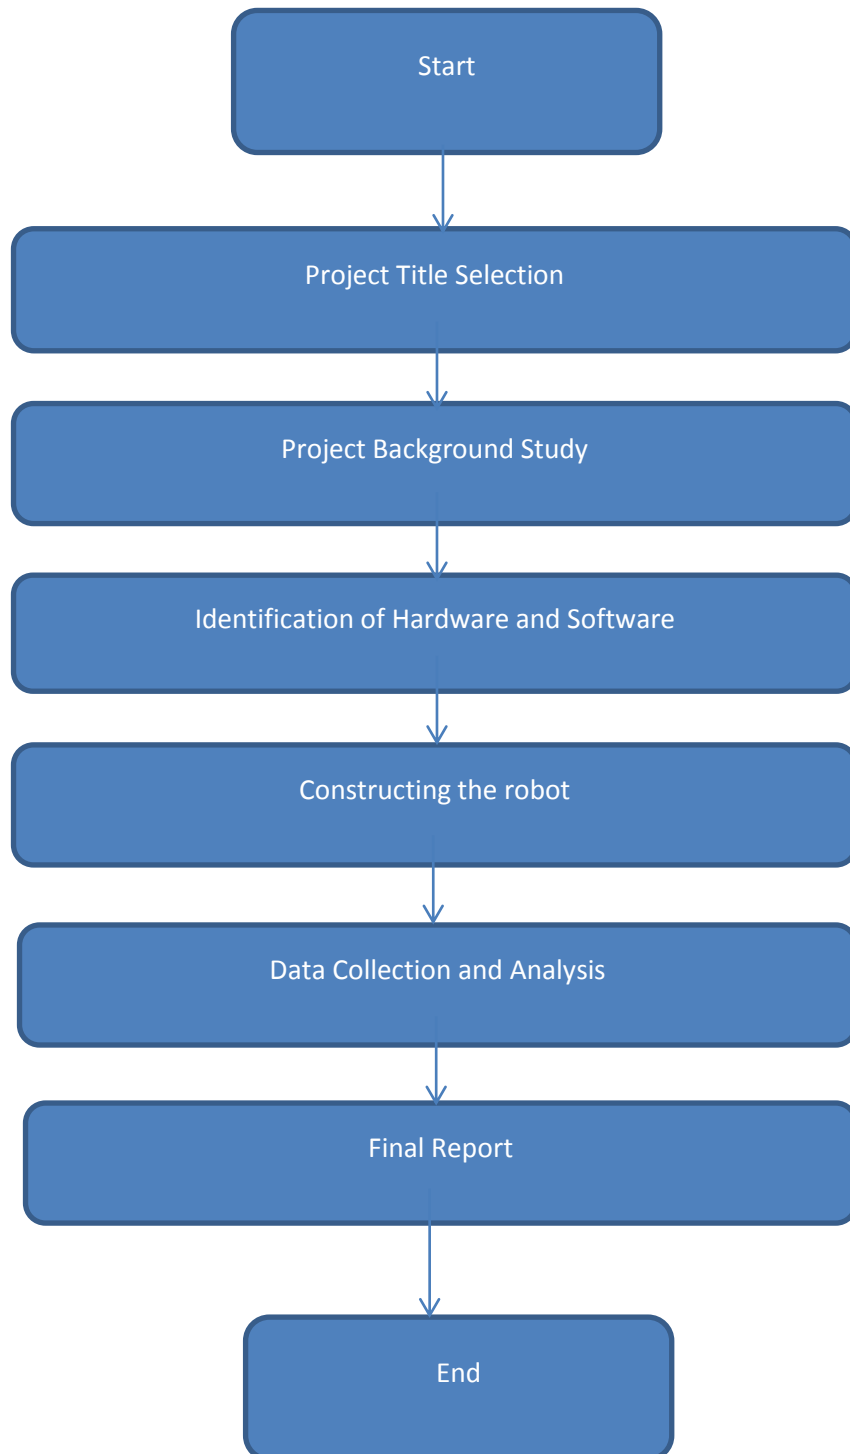 Start
Project Title Selection
Project Background Study
Identification of Hardware and Software
Constructing the robot
Data Collection and Analysis
Final Report
End